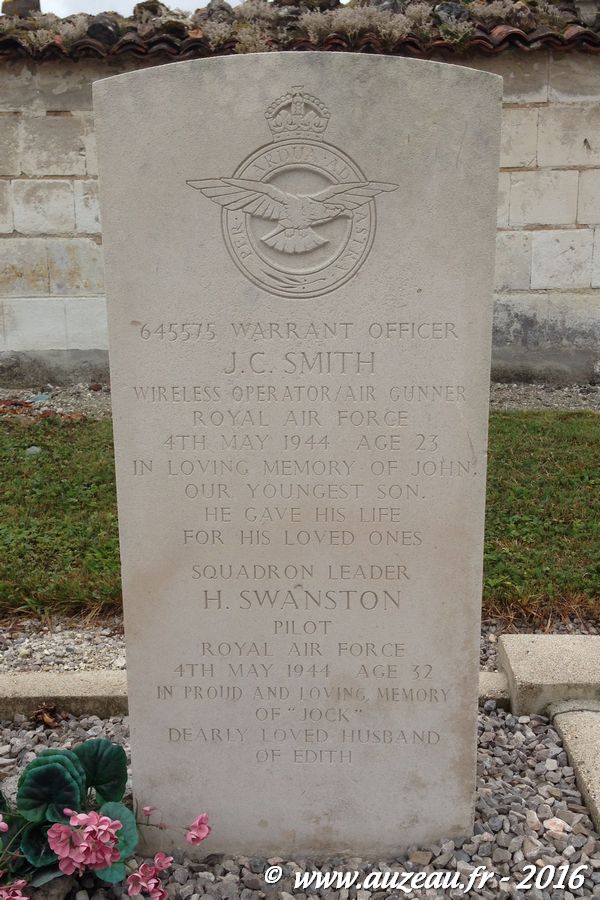 PER · ARDUA · AD · ASTRA
645575 WARRANT OFFICER
J.C. SMITH
WIRELESS OPERATOR/AIR GUNNER
ROYAL AIR FORCE
4TH MAY 1944 AGE 23
IN LOVING MEMORY OF JOHN.
OUR YOUNGEST SON.
HE GAVE HIS LIFE
FOR HIS LOVED ONES
SQUADRON LEADER
H. SWANSTON
PILOT
ROYAL AIR FORCE
4TH MAY 1944 AGE 32
IN PROUD AND LOVING MEMORY
OF "JOCK"
DEARLY LOVED HUSBAND
OF EDITH
© www.auzeau.fr - 2016